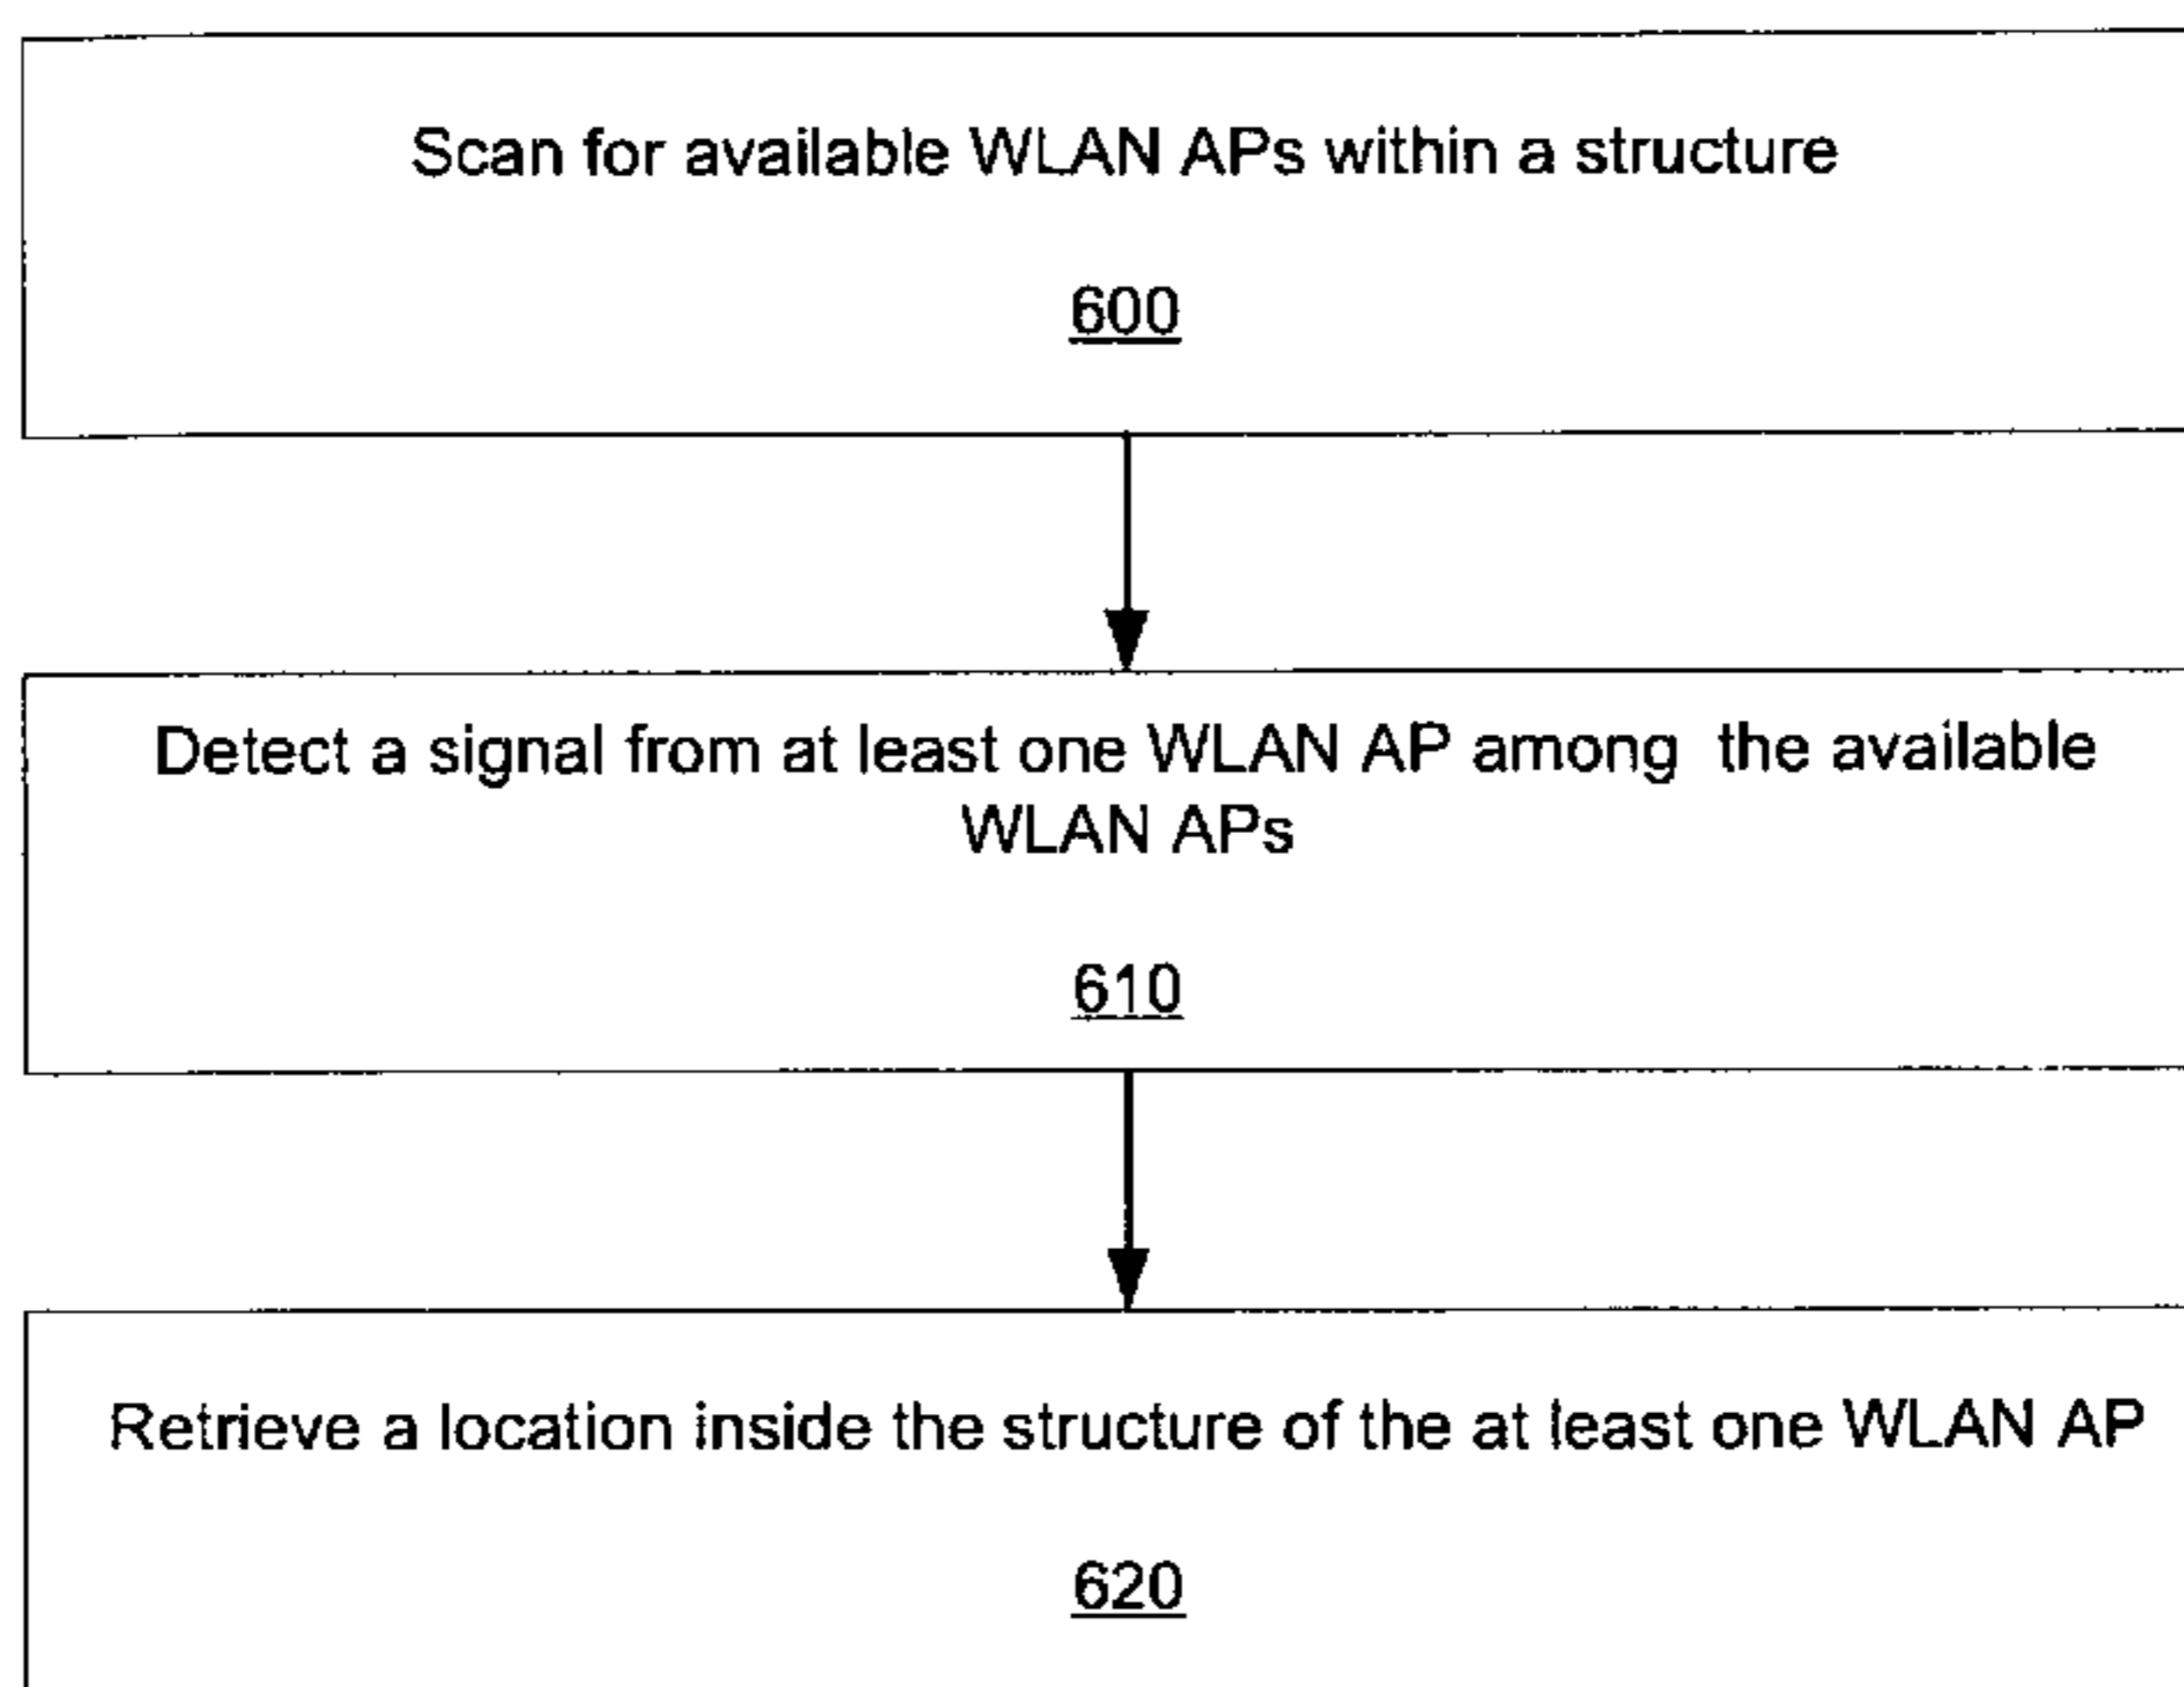 Scan for available WLAN APs within a structure
600
Detect a signal from at least one WLAN AP among the available
WLAN APs
610
Retrieve a location inside the structure of the at least one WLAN AP
620